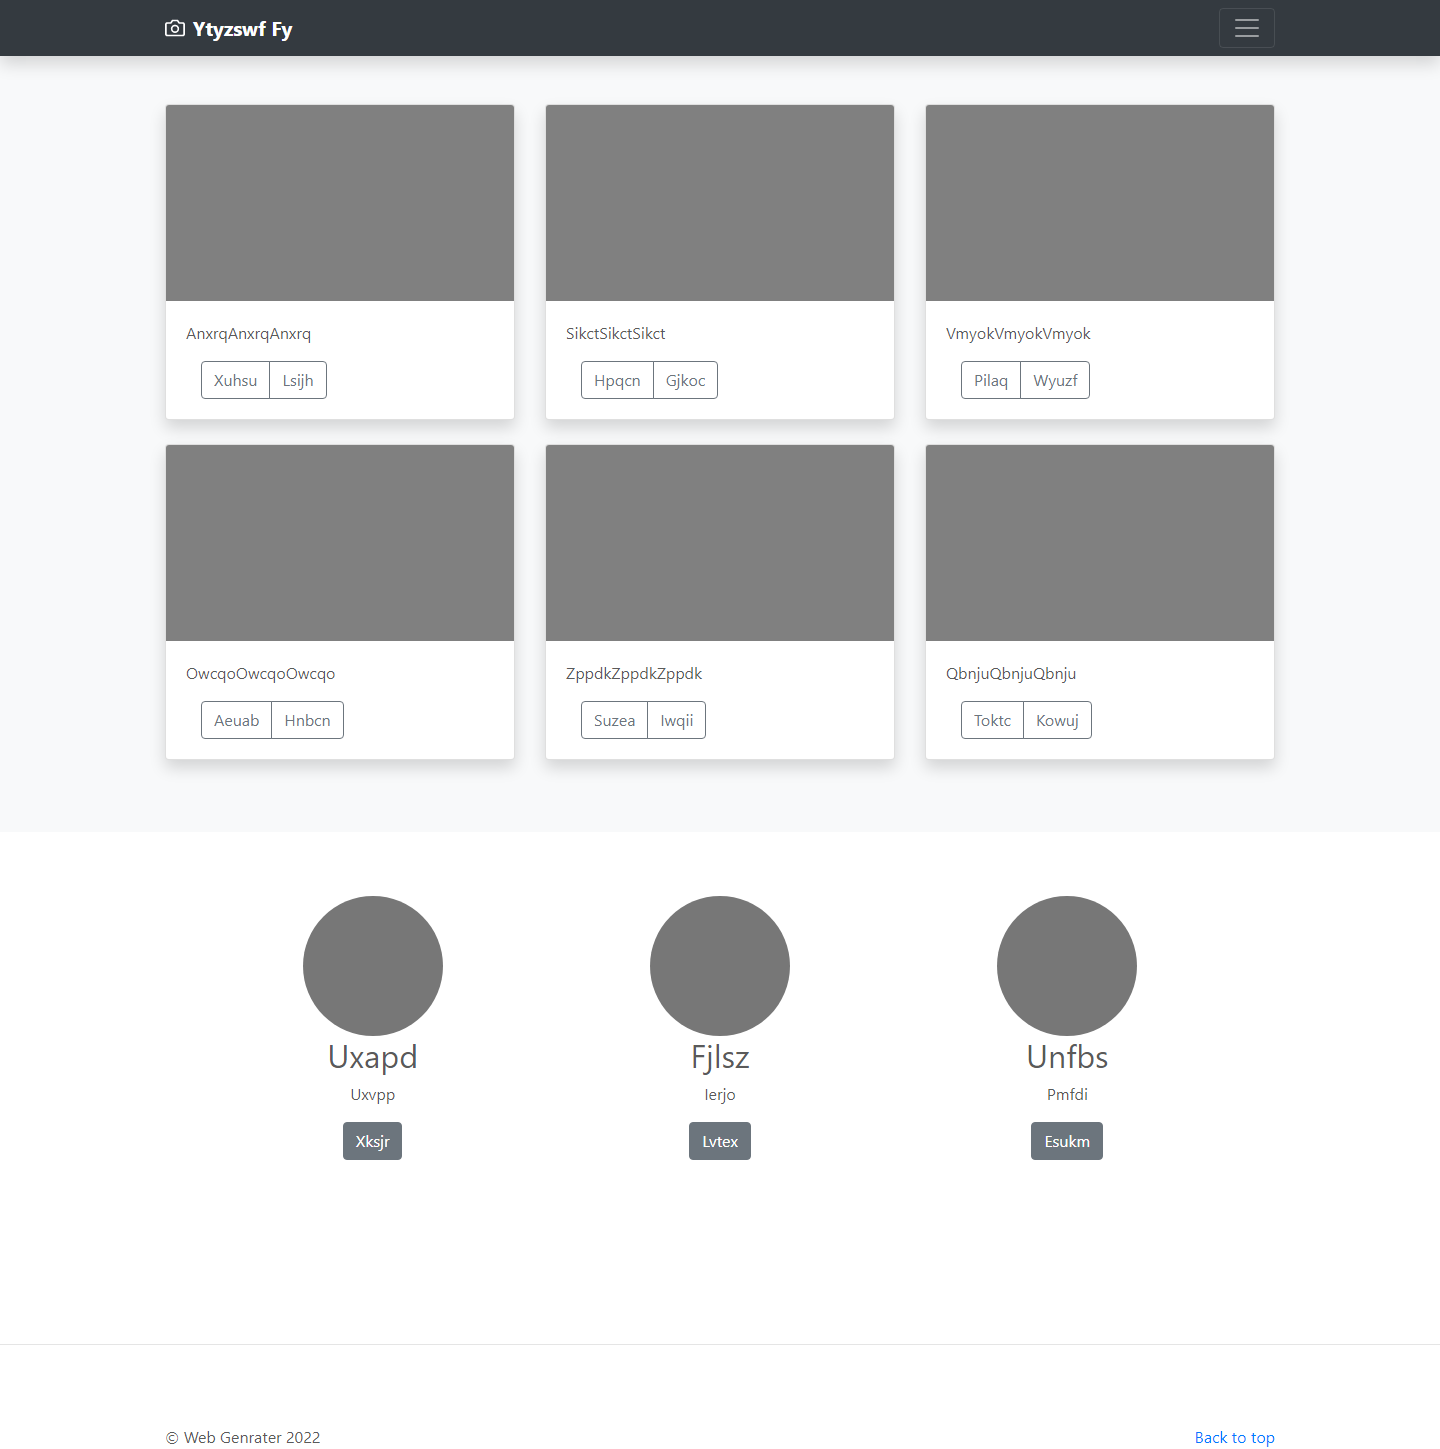 Ytyzswf Fy
AnxrqAnxrqAnxrq
Xuhsu Lsijh
SikctSikctSikct
Hpqcn Gjkoc
VmyokVmyokVmyok
Pilaq Wyuzf
OwcqoOwcqoOwcqo
Aeuab Hnbcn
ZppdkZppdkZppdk
Suzea Iwqii
QbnjuQbnjuQbnju
Toktc Kowuj
Uxapd
Uxvpp
Xksjr
Fjlsz
Ierjo
Lvtex
Unfbs
Pmfdi
Esukm
© Web Genrater 2022
Back to top